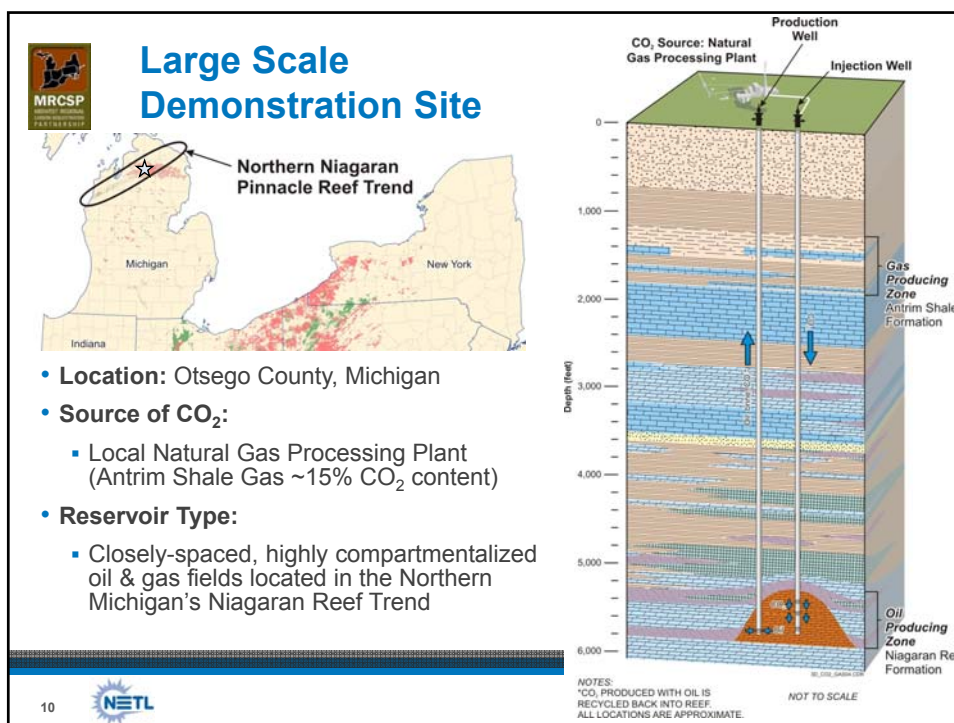 MRCSP
MIDWEST REGIONAL
CARBON SEQUESTRATION
PARTNERSHIP
Large Scale
Demonstration Site
Northern Niagaran
Pinnacle Reef Trend
Michigan
New York
Indiana
• Location: Otsego County, Michigan
• Source of CO₂:
▪ Local Natural Gas Processing Plant
(Antrim Shale Gas ~15% CO₂ content)
• Reservoir Type:
▪ Closely-spaced, highly compartmentalized
oil & gas fields located in the Northern
Michigan's Niagaran Reef Trend
10
NETL
Production
Well
CO₂ Source: Natural
Gas Processing Plant
Injection Well
0
1,000
2,000
3,000
4,000
5,000
6,000
Depth (feet)
Gas
Producing
Zone
Antrim Shale
Formation
Oil
Producing
Zone
Niagaran Re
Formation
NOTES:
*CO₂ PRODUCED WITH OIL IS
RECYCLED BACK INTO REEF.
ALL LOCATIONS ARE APPROXIMATE.
NOT TO SCALE